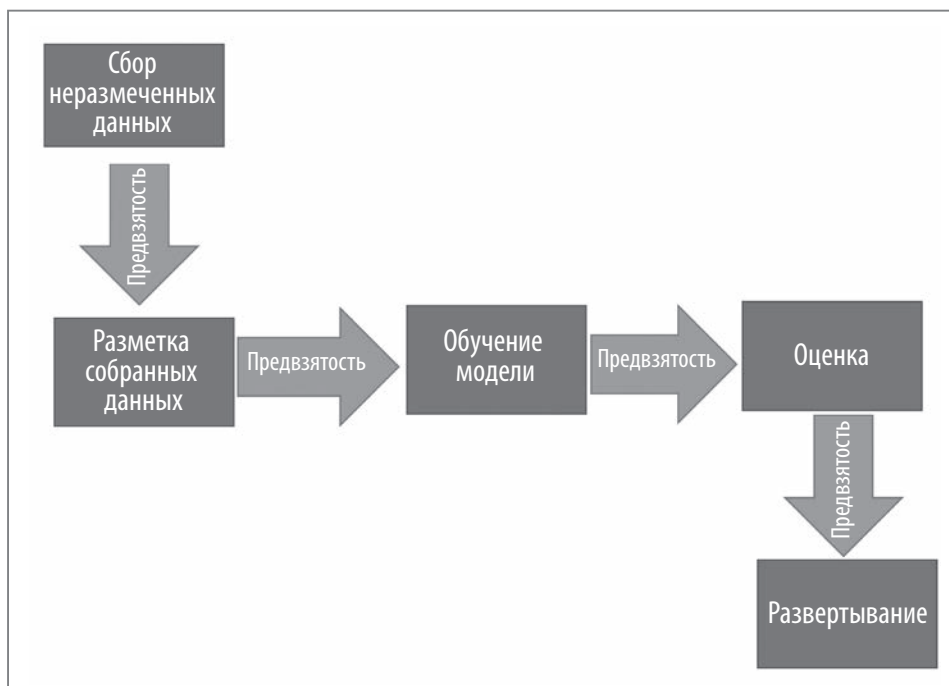 Сбор
неразмеченных
данных
Предвзятость
Разметка
собранных
данных
Предвзятость
Обучение
модели
Предвзятость
Оценка
Предвзятость
Развертывание